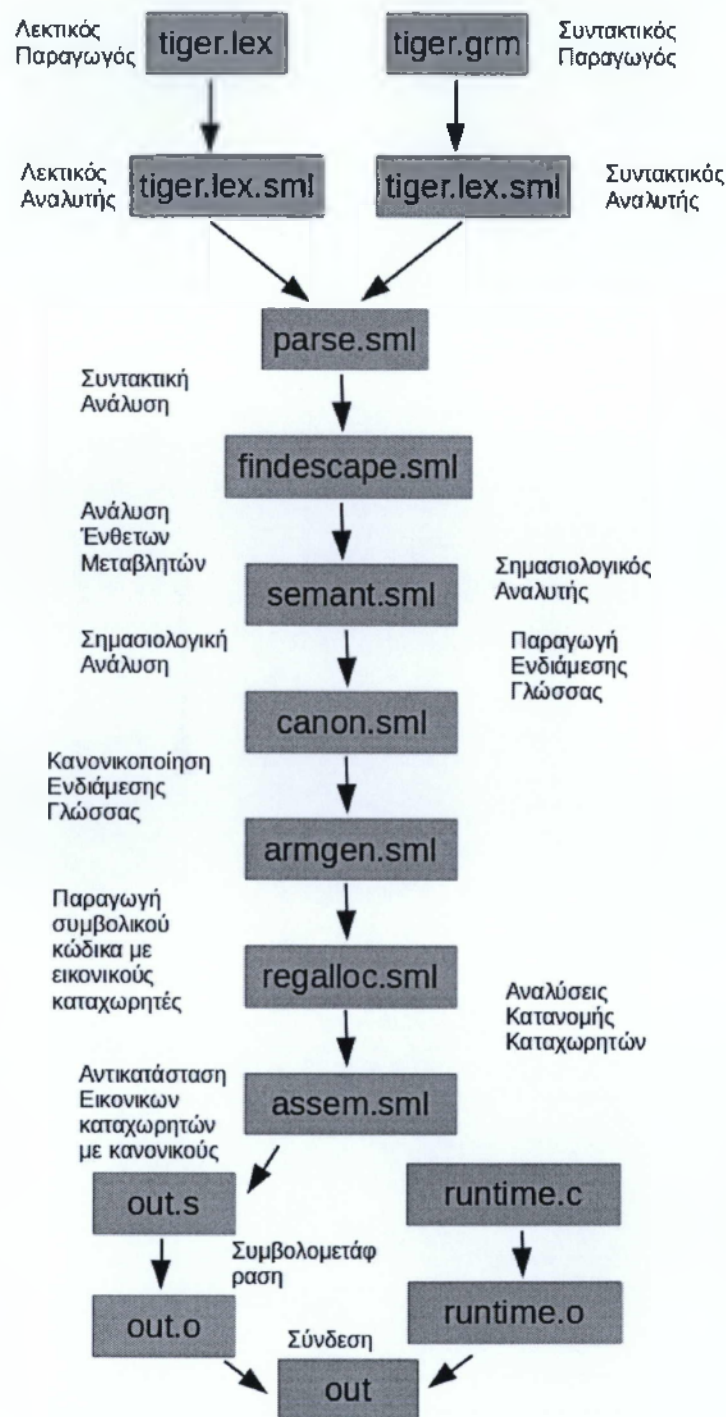 Λεκτικός
Παραγωγός
tiger.lex
tiger.grm
Συντακτικός
Παραγωγός
Λεκτικός
Αναλυτής
tiger.lex.sml
tiger.lex.sml
Συντακτικός
Αναλυτής
parse.sml
Συντακτική
Ανάλυση
findescape.sml
Ανάλυση
Ένθετων
Μεταβλητών
semant.sml
Σημασιολογικός
Αναλυτής
Σημασιολογική
Ανάλυση
Παραγωγή
Ενδιάμεσης
Γλώσσας
canon.sml
Κανονικοποίηση
Ενδιάμεσης
Γλώσσας
armgen.sml
Παραγωγή
συμβολικού
κώδικα με
εικονικούς
καταχωρητές
regalloc.sml
Αναλύσεις
Κατανομής
Καταχωρητών
Αντικατάσταση
Εικονικων
καταχωρητών
με κανονικούς
assem.sml
out.s
runtime.c
Συμβολομετάφ
ραση
out.o
runtime.o
Σύνδεση
out